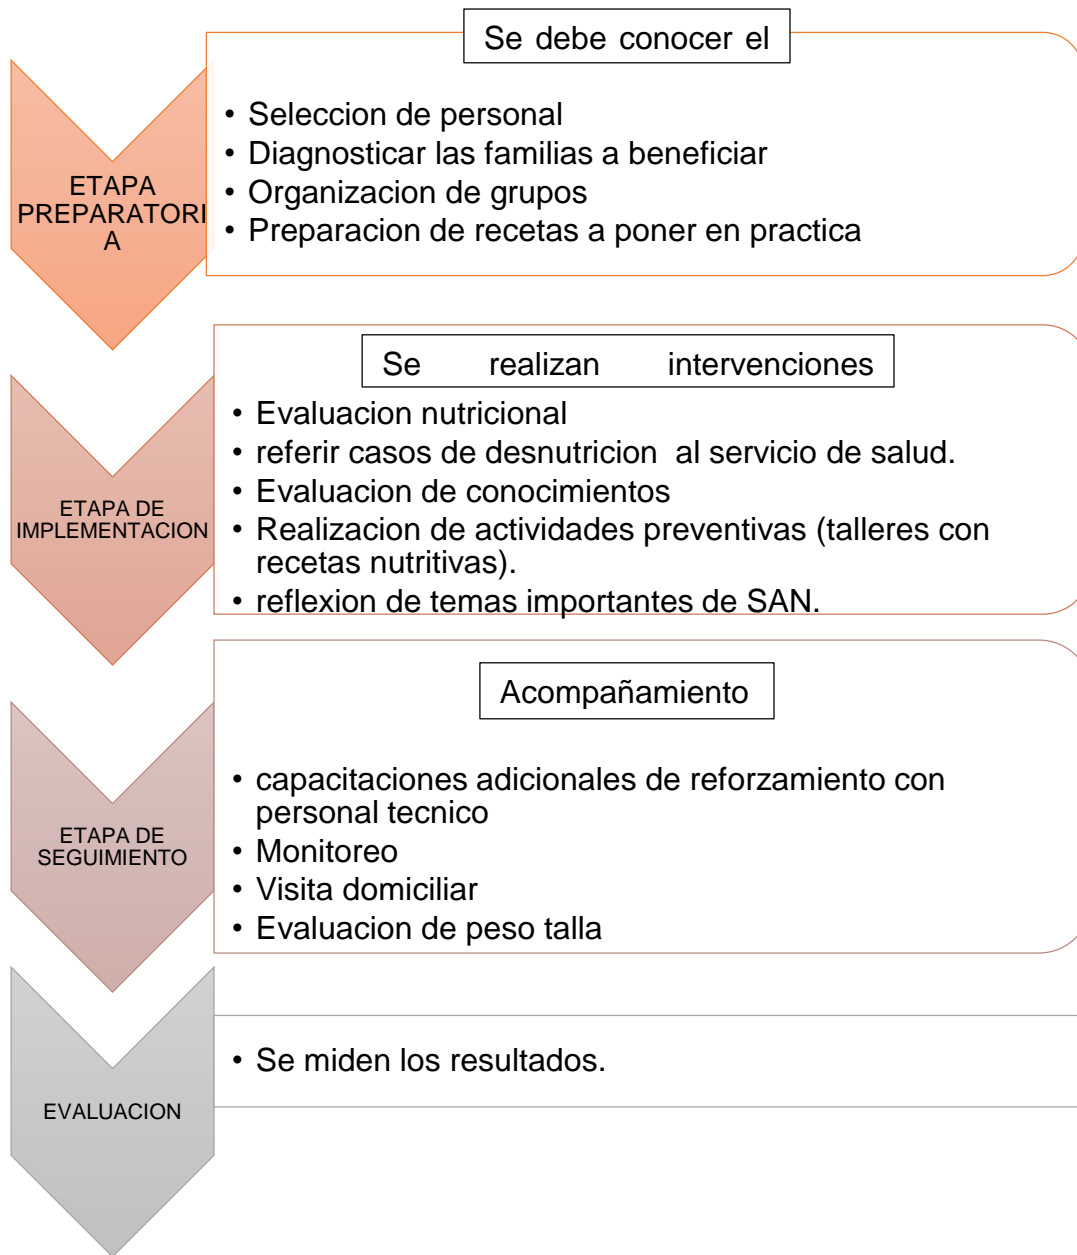 Se debe conocer el
ETAPA
PREPARATORI
A
• Seleccion de personal
• Diagnosticar las familias a beneficiar
• Organizacion de grupos
• Preparacion de recetas a poner en practica
Se realizan intervenciones
ETAPA DE
IMPLEMENTACION
• Evaluacion nutricional
• referir casos de desnutricion al servicio de salud.
• Evaluacion de conocimientos
• Realizacion de actividades preventivas (talleres con
recetas nutritivas).
• reflexion de temas importantes de SAN.
Acompañamiento
ETAPA DE
SEGUIMIENTO
• capacitaciones adicionales de reforzamiento con
personal tecnico
• Monitoreo
• Visita domiciliar
• Evaluacion de peso talla
EVALUACION
• Se miden los resultados.